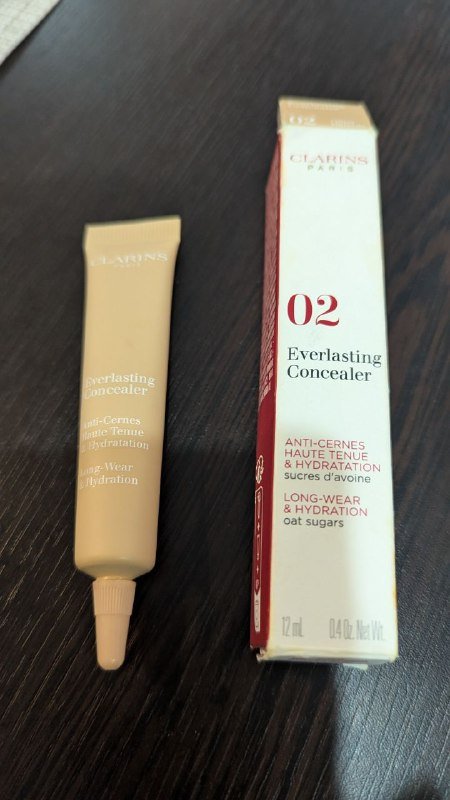 CLARINS
PARIS
Everlasting
Concealer
Anti-Cernes
Haute Tenue
& Hydratation
Long-Wear
& Hydration
02
CLARINS
PARIS
02
Everlasting
Concealer
ANTI-CERNES
HAUTE TENUE
& HYDRATATION
sucres d'avoine
LONG-WEAR
& HYDRATION
oat sugars
12 mL 0.4 Oz. Net Wt.